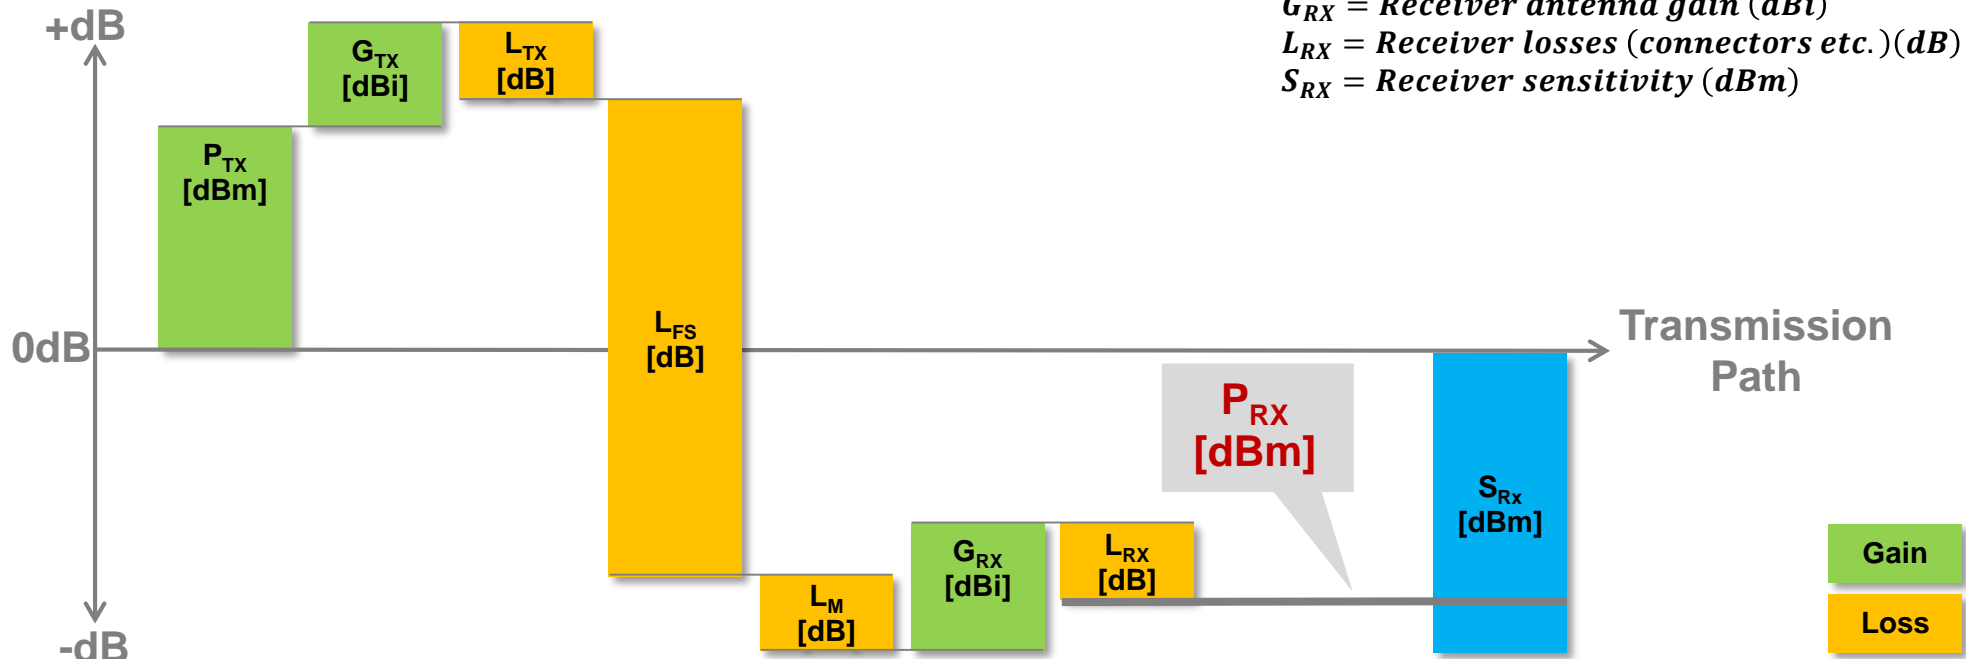 G_RX = Receiver antenna gain (dBi)
L_RX = Receiver losses (connectors etc.)(dB)
S_RX = Receiver sensitivity (dBm)
+dB
G_TX
[dBi]
L_TX
[dB]
P_TX
[dBm]
0dB
L_FS
[dB]
Transmission
Path
P_RX
[dBm]
S_Rx
[dBm]
G_RX
[dBi]
L_RX
[dB]
L_M
[dB]
Gain
Loss
-dB